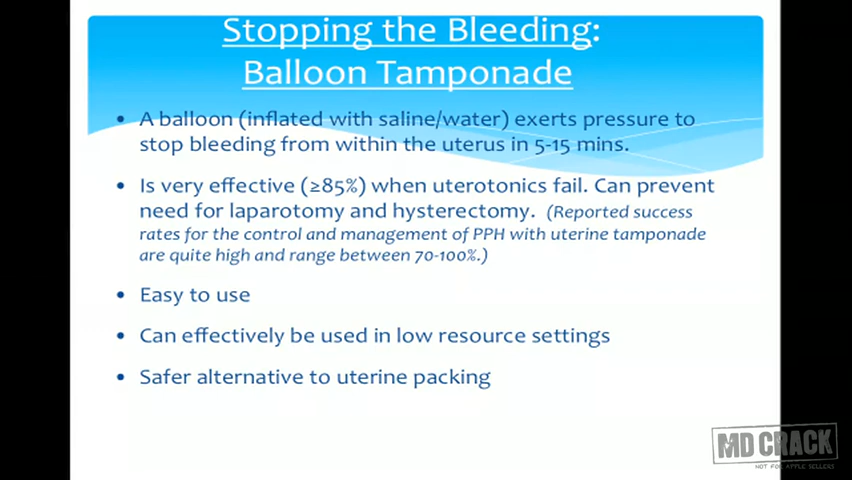 Stopping the Bleeding:
Balloon Tamponade
• A balloon (inflated with saline/water) exerts pressure to
stop bleeding from within the uterus in 5-15 mins.
• Is very effective (≥85%) when uterotonics fail. Can prevent
need for laparotomy and hysterectomy. (Reported success
rates for the control and management of PPH with uterine tamponade
are quite high and range between 70-100%.)
• Easy to use
• Can effectively be used in low resource settings
• Safer alternative to uterine packing
MD CRACK
NOT FOR APPLE SELLERS